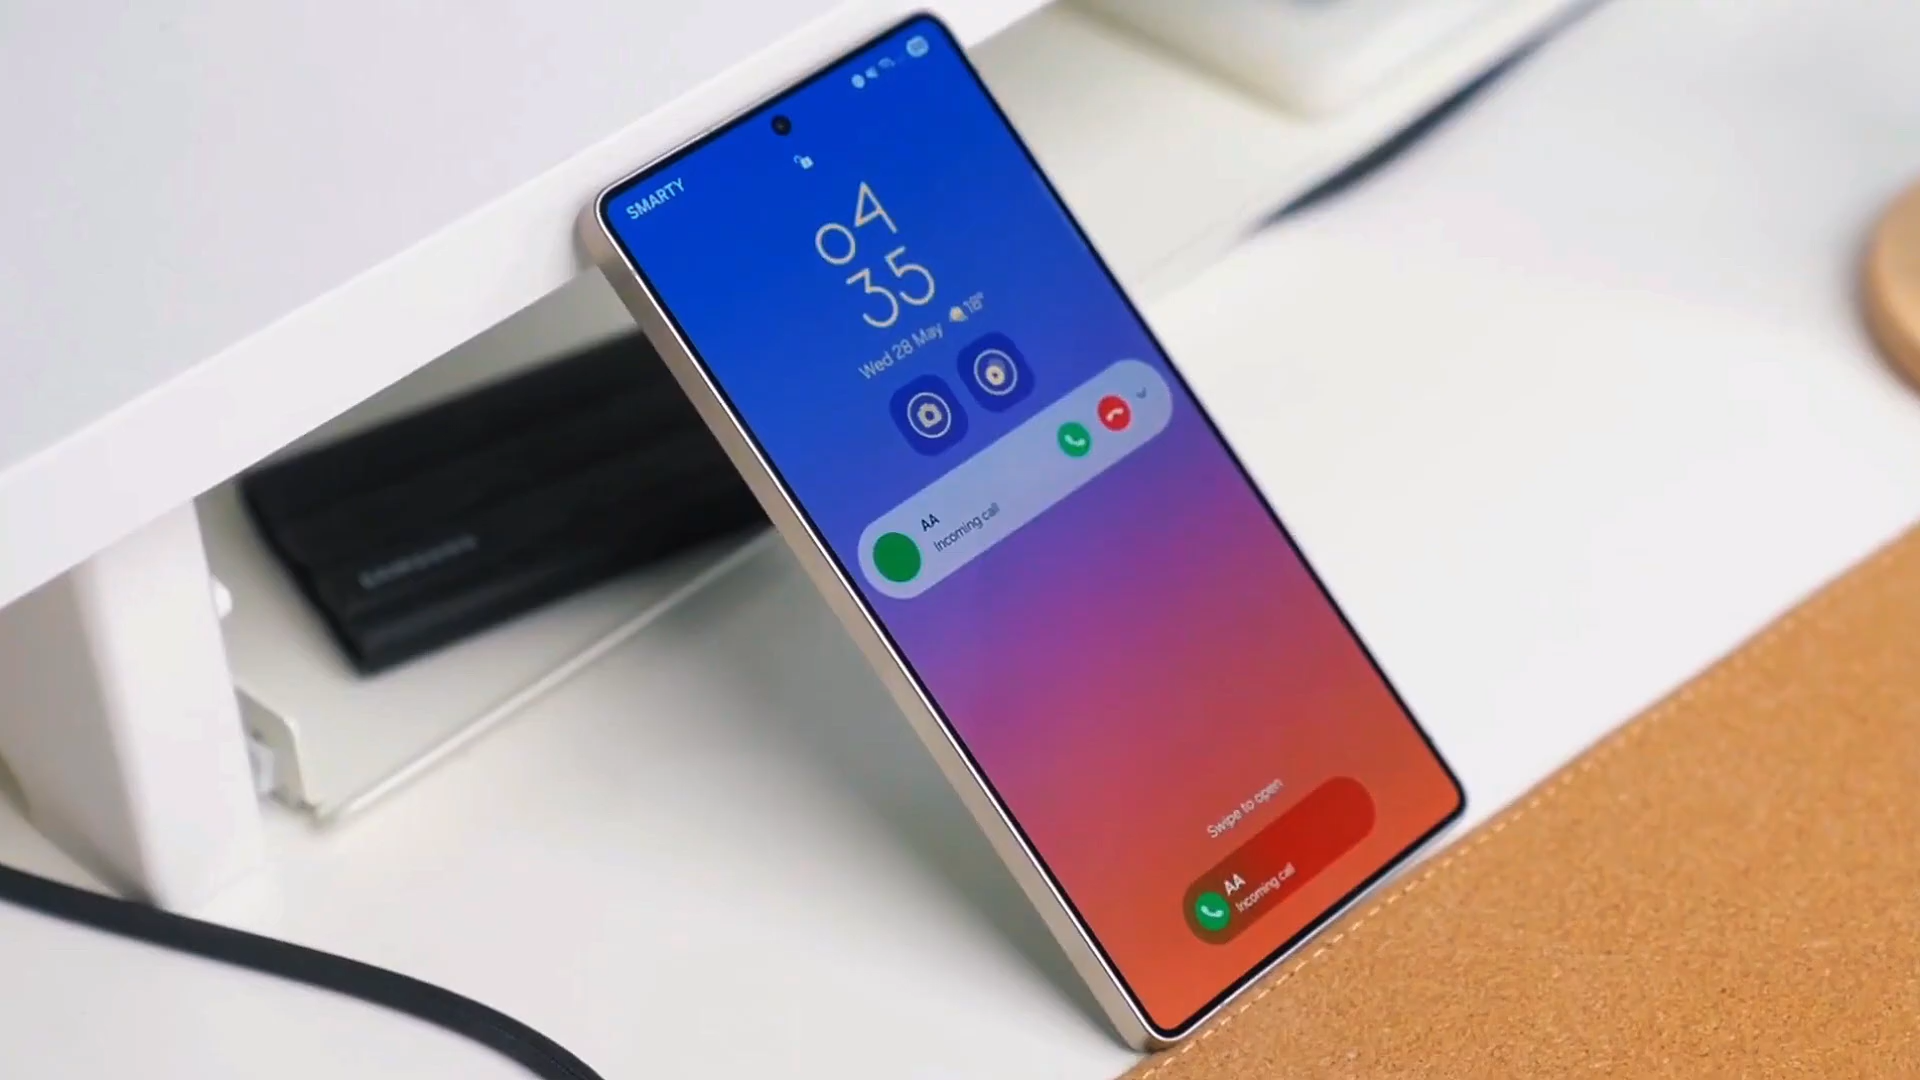 SMARTY
04
35
Wed 28 May 18°
AA
Incoming call
Swipe to open
AA
Incoming call